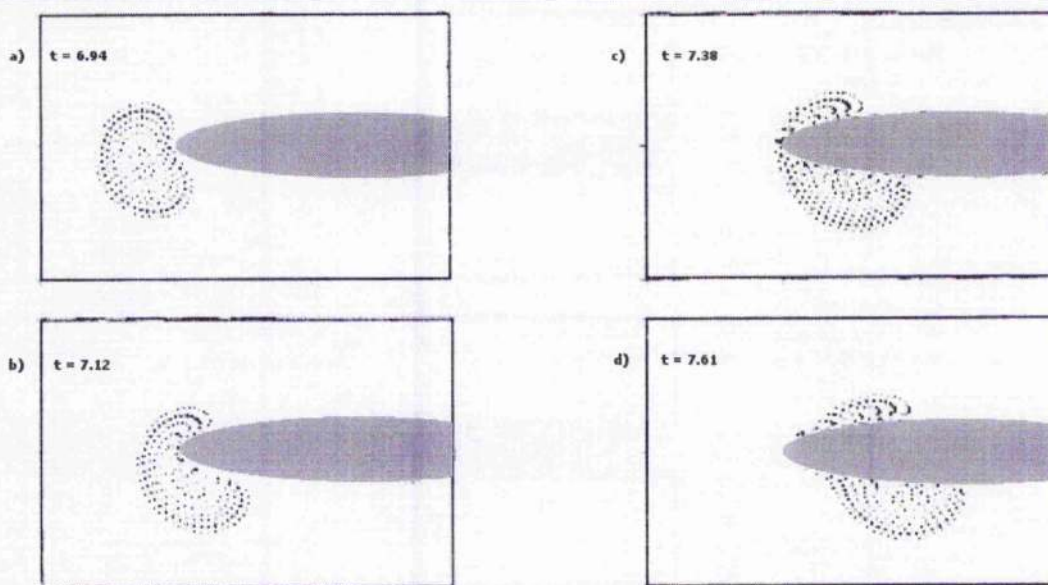 a) t = 6.94
c) t = 7.38
b) t = 7.12
d) t = 7.61